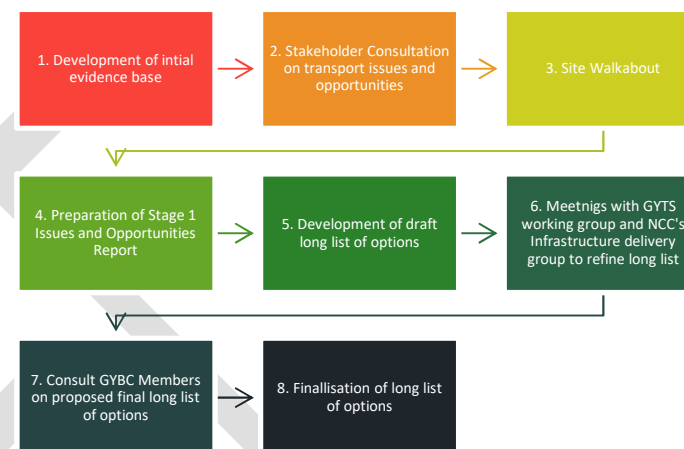 1. Development of intial
evidence base
2. Stakeholder Consultation
on transport issues and
opportunities
3. Site Walkabout
4. Preparation of Stage 1
Issues and Opportunities
Report
5. Development of draft
long list of options
6. Meetnigs with GYTS
working group and NCC's
Infrastructure delivery
group to refine long list
7. Consult GYBC Members
on proposed final long list
of options
8. Finallisation of long list
of options